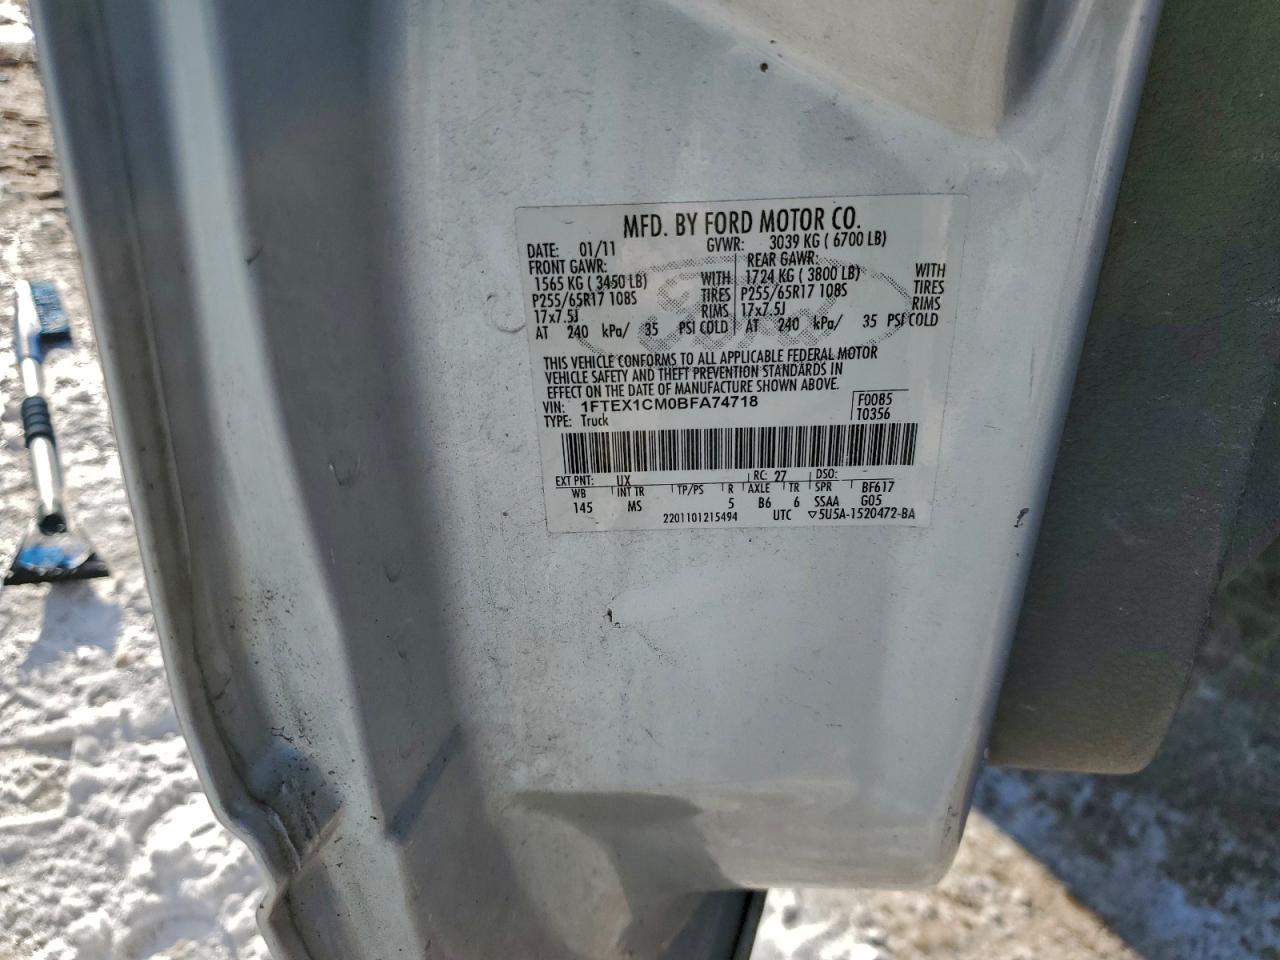 MFD. BY FORD MOTOR CO.
DATE: 01/11 GVWR: 3039 KG ( 6700 LB)
FRONT GAWR: REAR GAWR:
1565 KG ( 3450 LB) WITH 1724 KG ( 3800 LB) WITH
P255/65R17 108S TIRES P255/65R17 108S TIRES
17x7.5J RIMS 17x7.5J RIMS
AT 240 kPa/ 35 PSI COLD AT 240 kPa/ 35 PSI COLD
THIS VEHICLE CONFORMS TO ALL APPLICABLE FEDERAL MOTOR
VEHICLE SAFETY AND THEFT PREVENTION STANDARDS IN
EFFECT ON THE DATE OF MANUFACTURE SHOWN ABOVE.
VIN: 1FTEX1CM0BFA74718 F0085
TYPE: Truck T0356
EXT PNT: UX RC: 27 DSO:
WB INT TR TP/PS R AXLE TR SPR BF617
145 MS 5 B6 6 SSAA G05
2201101215494 UTC ▽5U5A-1520472-BA